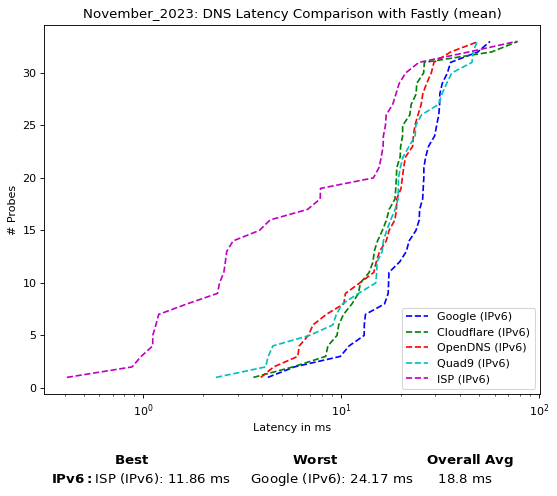 November_2023: DNS Latency Comparison with Fastly (mean)
# Probes
30
25
20
15
10
5
0
Google (IPv6)
Cloudflare (IPv6)
OpenDNS (IPv6)
Quad9 (IPv6)
ISP (IPv6)
10⁰ 10¹ 10²
Latency in ms
Best Worst Overall Avg
IPv6: ISP (IPv6): 11.86 ms Google (IPv6): 24.17 ms 18.8 ms